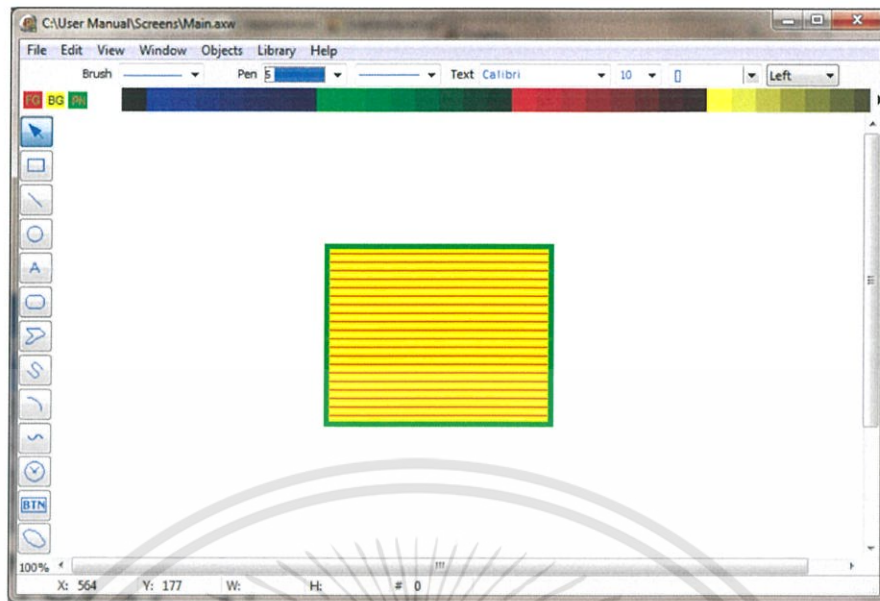 C:\User Manual\Screens\Main.axw
File Edit View Window Objects Library Help
Brush Pen 5 Text Calibri 10 [] Left
FG BG PN
A
BTN
100%
X: 564 Y: 177 W: H: # 0